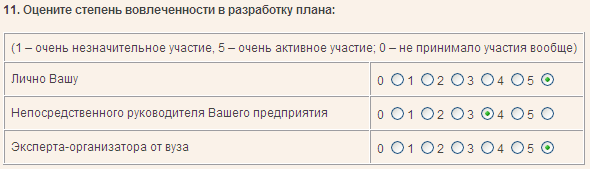 11. Оцените степень вовлеченности в разработку плана:
(1 – очень незначительное участие, 5 – очень активное участие; 0 – не принимало участия вообще)
Лично Вашу 0 1 2 3 4 5
Непосредственного руководителя Вашего предприятия 0 1 2 3 4 5
Эксперта-организатора от вуза 0 1 2 3 4 5